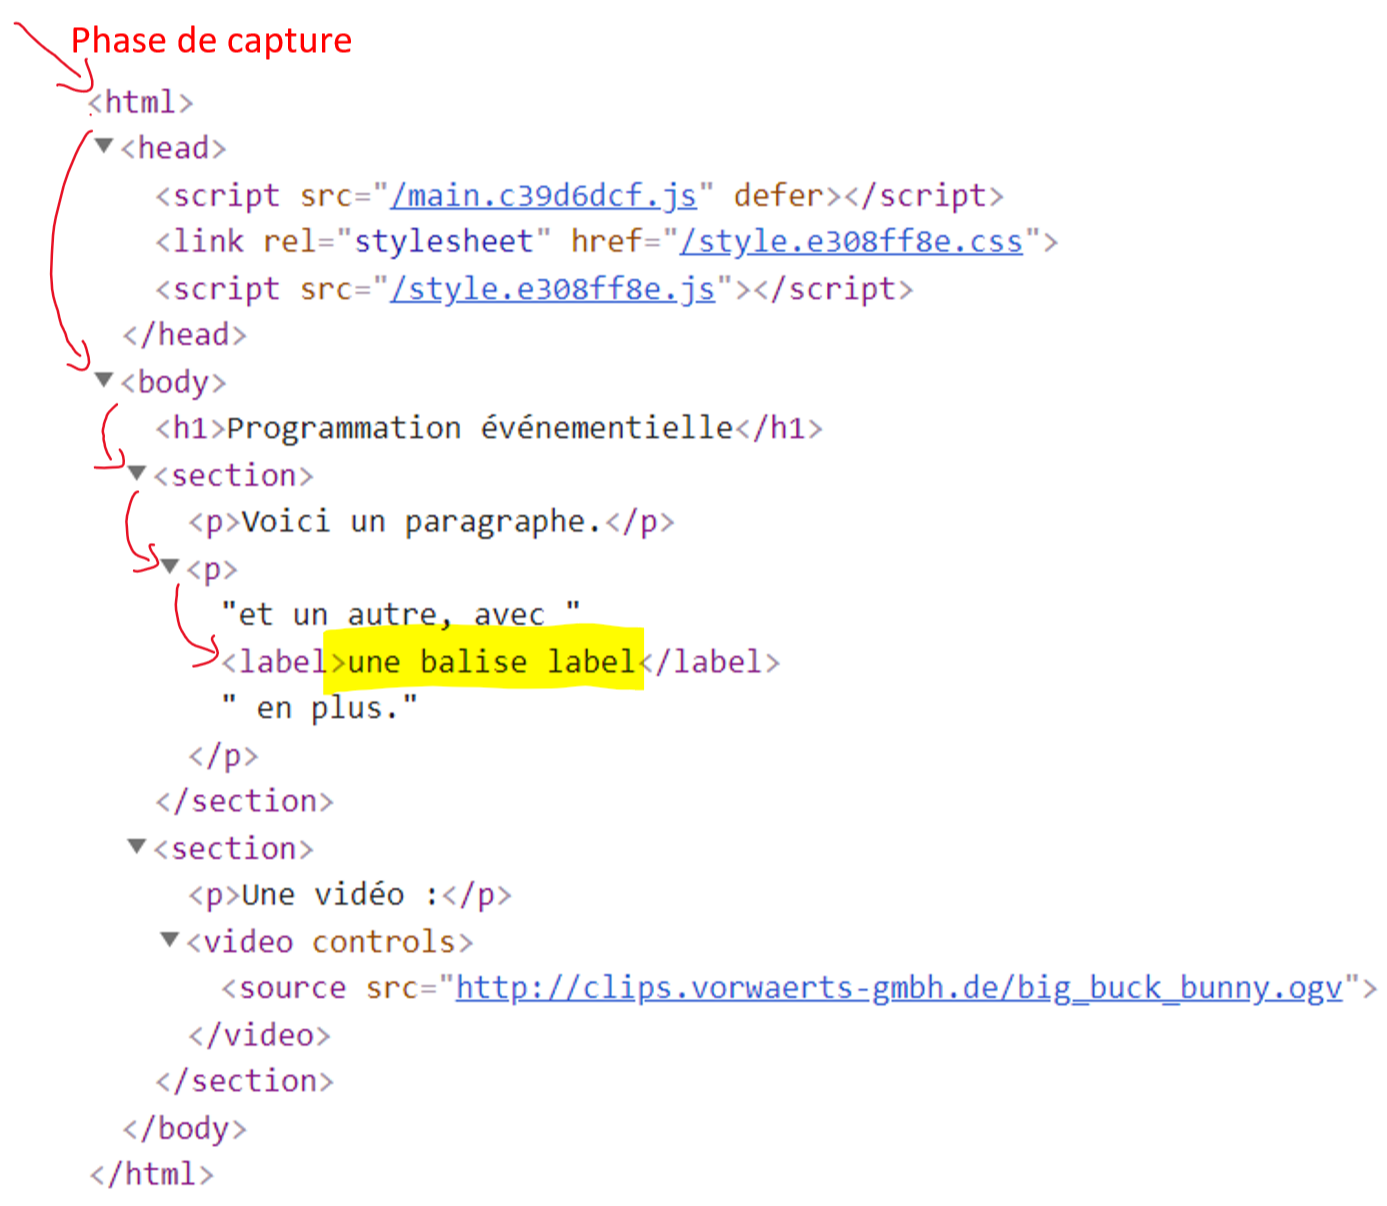 Phase de capture
<html>
▼<head>
<script src="/main.c39d6dcf.js" defer></script>
<link rel="stylesheet" href="/style.e308ff8e.css">
<script src="/style.e308ff8e.js"></script>
</head>
▼<body>
<h1>Programmation événementielle</h1>
▼<section>
<p>Voici un paragraphe.</p>
▼<p>
"et un autre, avec "
<label>une balise label</label>
" en plus."
</p>
</section>
▼<section>
<p>Une vidéo :</p>
▼<video controls>
<source src="http://clips.vorwaerts-gmbh.de/big_buck_bunny.ogv">
</video>
</section>
</body>
</html>